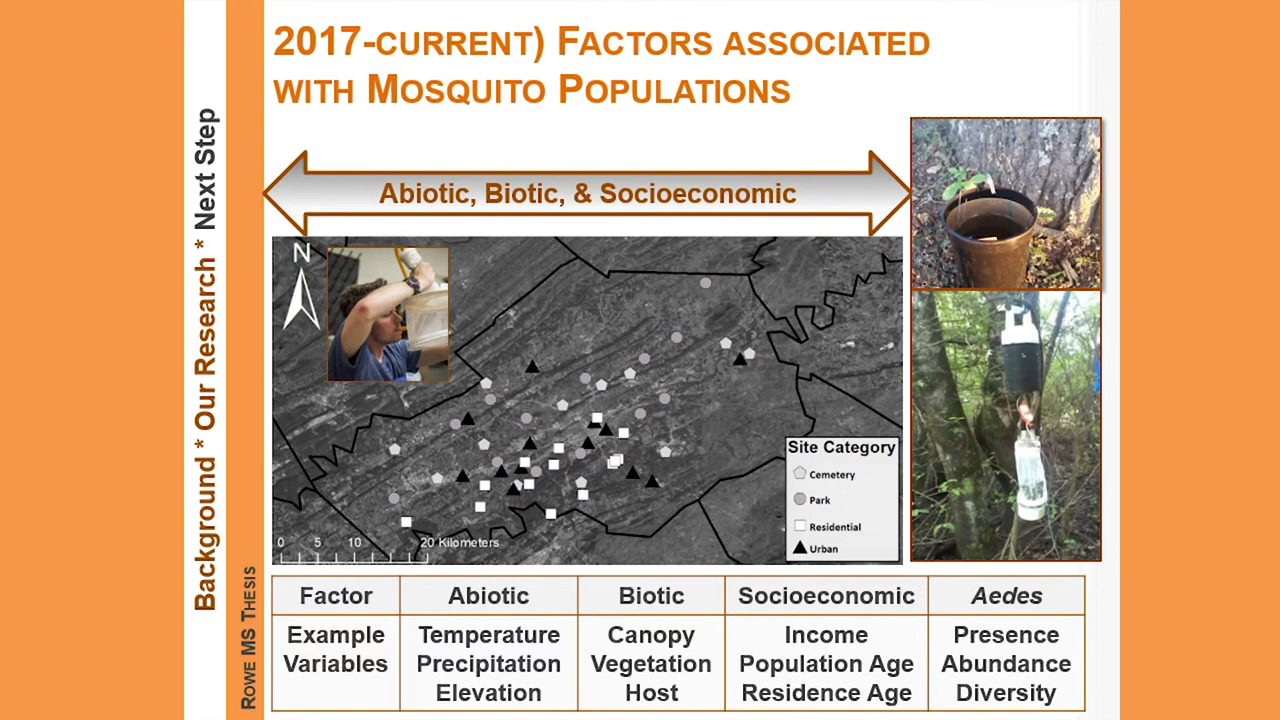 2017-CURRENT) FACTORS ASSOCIATED
WITH MOSQUITO POPULATIONS
Background * Our Research * Next Step
ROWE MS THESIS
Abiotic, Biotic, & Socioeconomic
N
Site Category
Cemetery
Park
Residential
Urban
0 5 10 20 Kilometers
Factor Abiotic Biotic Socioeconomic Aedes
Example Temperature Canopy Income Presence
Variables Precipitation Vegetation Population Age Abundance
Elevation Host Residence Age Diversity